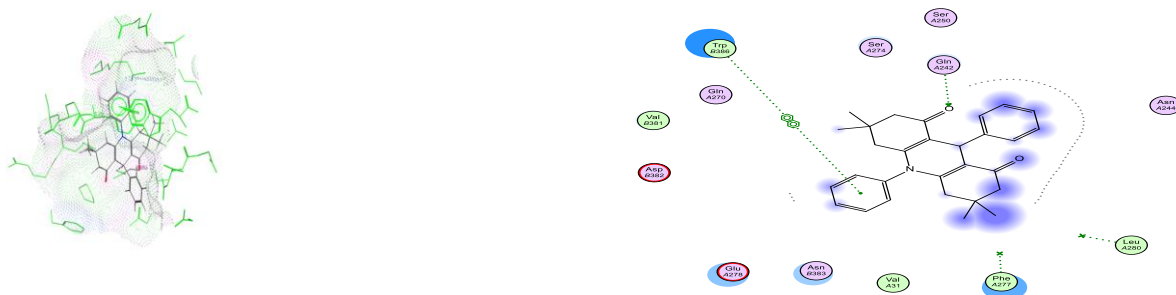 Ser
A250
Trp
B386
Ser
A274
Gln
A242
Gln
A270
Asn
A244
Val
B381
O
Asp
B382
O
N
Leu
A280
Glu
A278
Asn
B383
Val
A31
Phe
A277